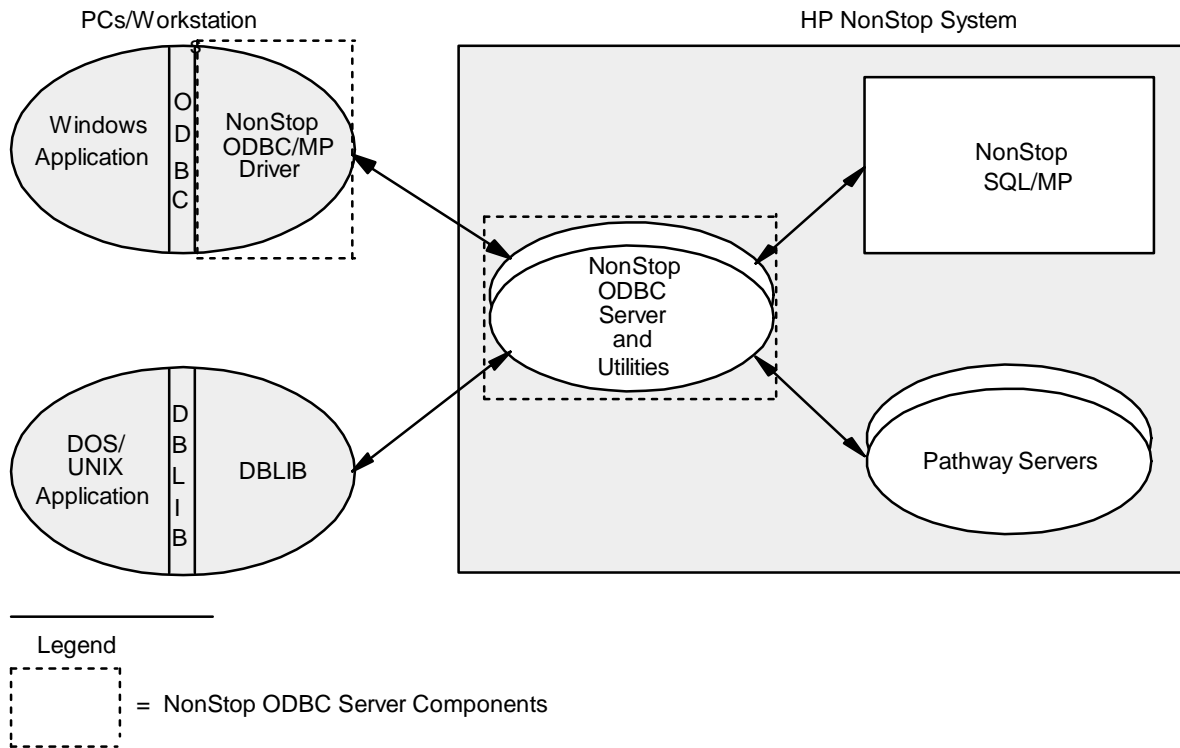 PCs/Workstation
s
HP NonStop System
Windows
Application
O
D
B
C
NonStop
ODBC/MP
Driver
NonStop
SQL/MP
NonStop
ODBC
Server
and
Utilities
DOS/
UNIX
Application
D
B
L
I
B
DBLIB
Pathway Servers
Legend
= NonStop ODBC Server Components